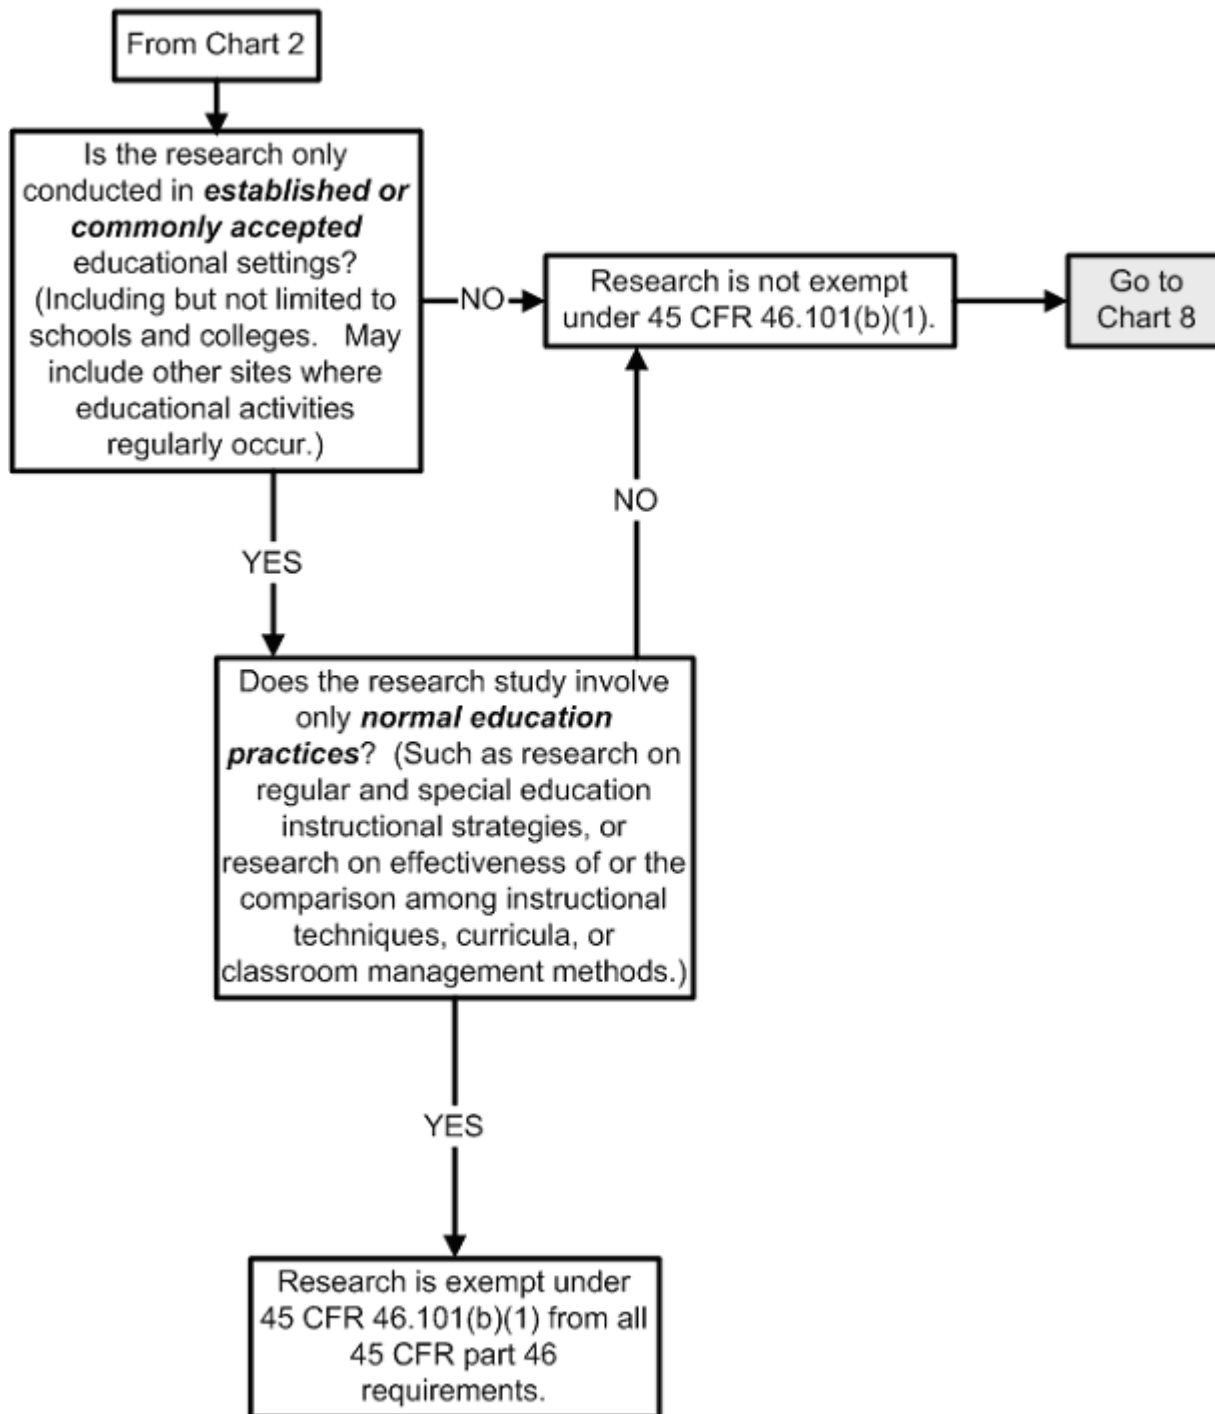 From Chart 2
Is the research only
conducted in established or
commonly accepted
educational settings?
(Including but not limited to
schools and colleges.   May
include other sites where
educational activities
regularly occur.)
NO
Research is not exempt
under 45 CFR 46.101(b)(1).
Go to
Chart 8
YES
NO
Does the research study involve
only normal education
practices?  (Such as research on
regular and special education
instructional strategies, or
research on effectiveness of or the
comparison among instructional
techniques, curricula, or
classroom management methods.)
YES
Research is exempt under
45 CFR 46.101(b)(1) from all
45 CFR part 46
requirements.